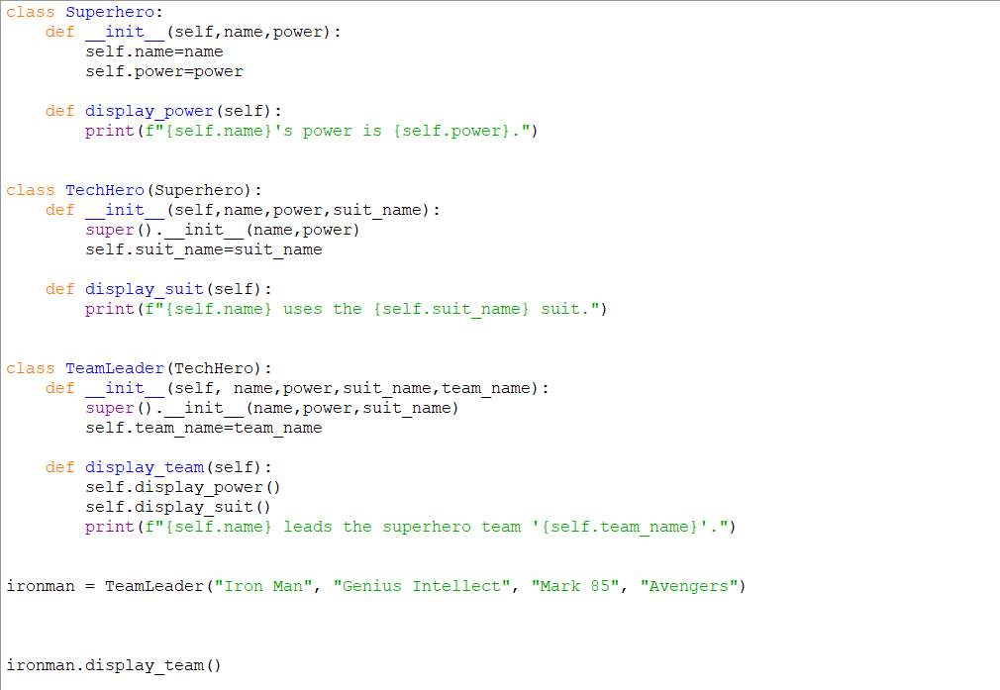 class Superhero:
    def __init__(self,name,power):
        self.name=name
        self.power=power

    def display_power(self):
        print(f"{self.name}'s power is {self.power}.")


class TechHero(Superhero):
    def __init__(self,name,power,suit_name):
        super().__init__(name,power)
        self.suit_name=suit_name

    def display_suit(self):
        print(f"{self.name} uses the {self.suit_name} suit.")


class TeamLeader(TechHero):
    def __init__(self, name,power,suit_name,team_name):
        super().__init__(name,power,suit_name)
        self.team_name=team_name

    def display_team(self):
        self.display_power()
        self.display_suit()
        print(f"{self.name} leads the superhero team '{self.team_name}'.")


ironman = TeamLeader("Iron Man", "Genius Intellect", "Mark 85", "Avengers")



ironman.display_team()